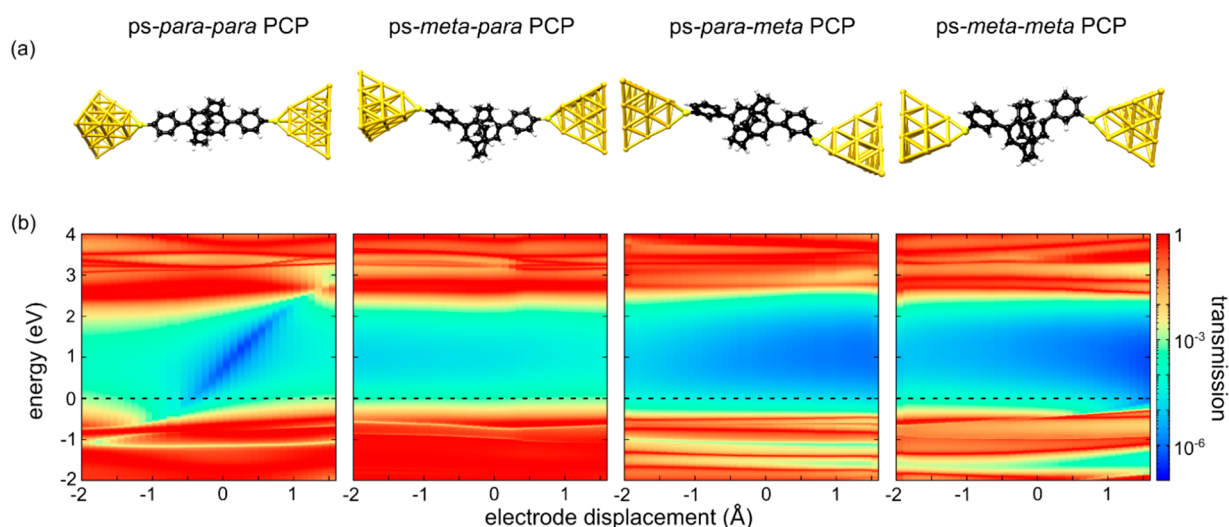 ps-para-para PCP ps-meta-para PCP ps-para-meta PCP ps-meta-meta PCP
(a)
(b)
4
3
2
1
0
-1
-2
energy (eV)
-2 -1 0 1 -2 -1 0 1 -2 -1 0 1 -2 -1 0 1
electrode displacement (Å)
1
10-3
10-6
transmission